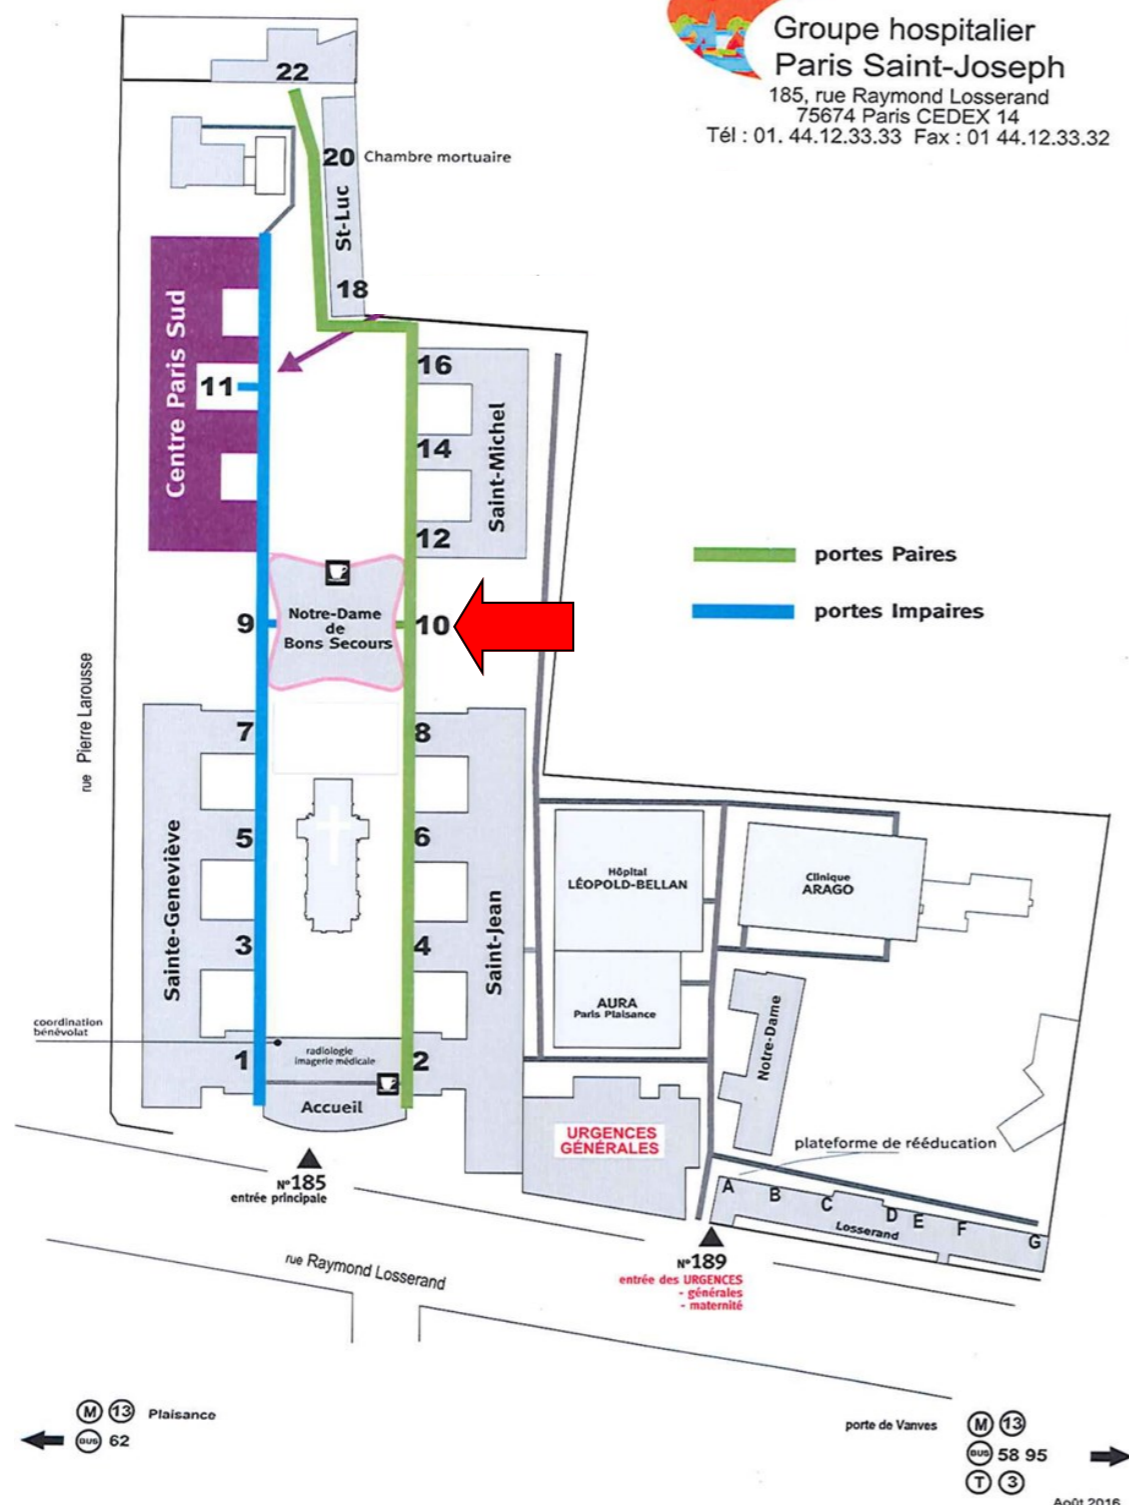 Groupe hospitalier
Paris Saint-Joseph
185, rue Raymond Losserand
75674 Paris CEDEX 14
Tél : 01. 44.12.33.33 Fax : 01 44.12.33.32
22
20 Chambre mortuaire
St-Luc
18
Centre Paris Sud
11
16
14
12
Saint-Michel
portes Paires
portes Impaires
9
Notre-Dame
de
Bons Secours
10
rue Pierre Larousse
7
8
5
6
3
4
1
2
Sainte-Geneviève
Saint-Jean
coordination
bénévolat
radiologie
imagerie médicale
Accueil
Hôpital
LÉOPOLD-BELLAN
Clinique
ARAGO
AURA
Paris Plaisance
Notre-Dame
URGENCES
GÉNÉRALES
plateforme de rééducation
A B C D E F G
Losserand
N°185
entrée principale
N°189
entrée des URGENCES
- générales
- maternité
rue Raymond Losserand
M 13 Plaisance
BUS 62
porte de Vanves M 13
BUS 58 95
T 3
Août 2016